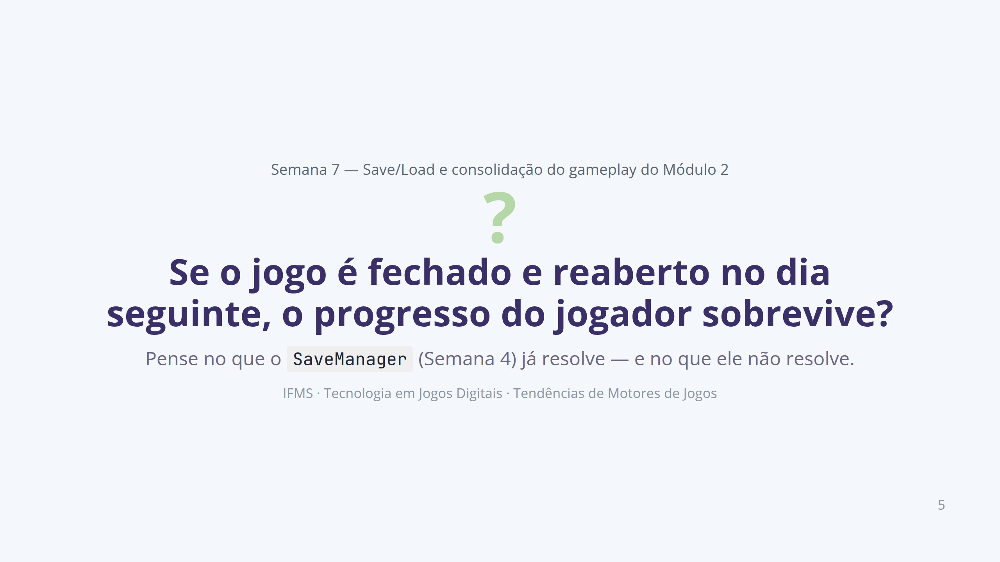 Semana 7 — Save/Load e consolidação do gameplay do Módulo 2
?
Se o jogo é fechado e reaberto no dia
seguinte, o progresso do jogador sobrevive?
Pense no que o SaveManager (Semana 4) já resolve — e no que ele não resolve.
IFMS · Tecnologia em Jogos Digitais · Tendências de Motores de Jogos
5